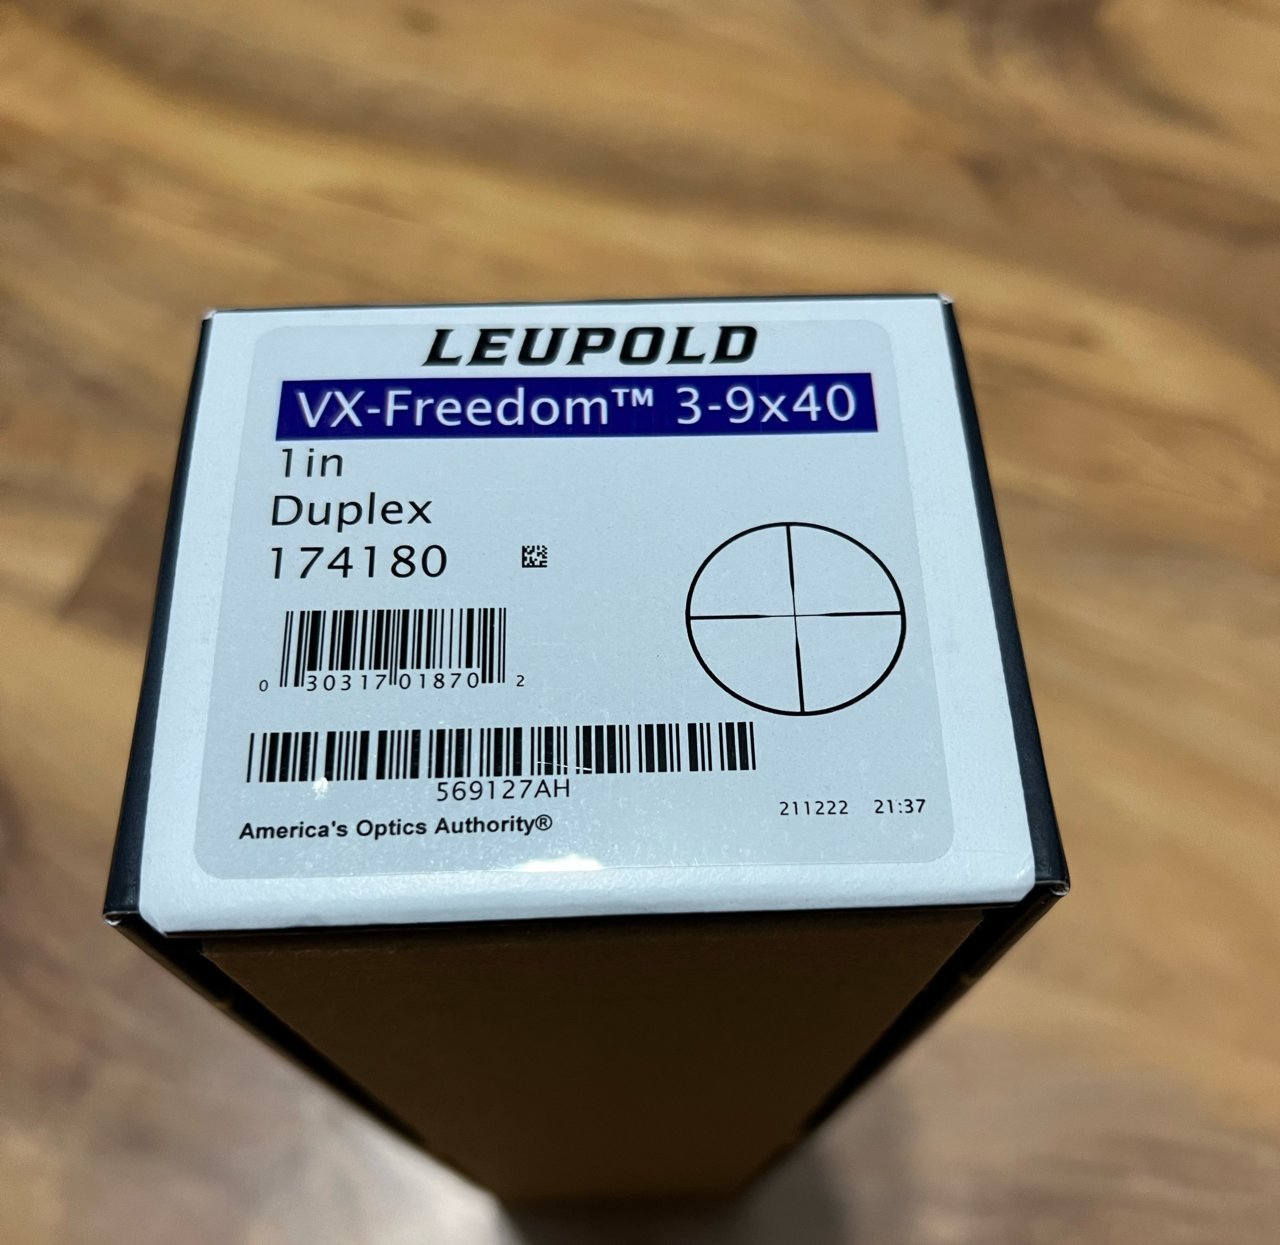 LEUPOLD
VX-Freedom™ 3-9x40
1in
Duplex
174180
0 30317 01870 2
569127AH
211222 21:37
America's Optics Authority®